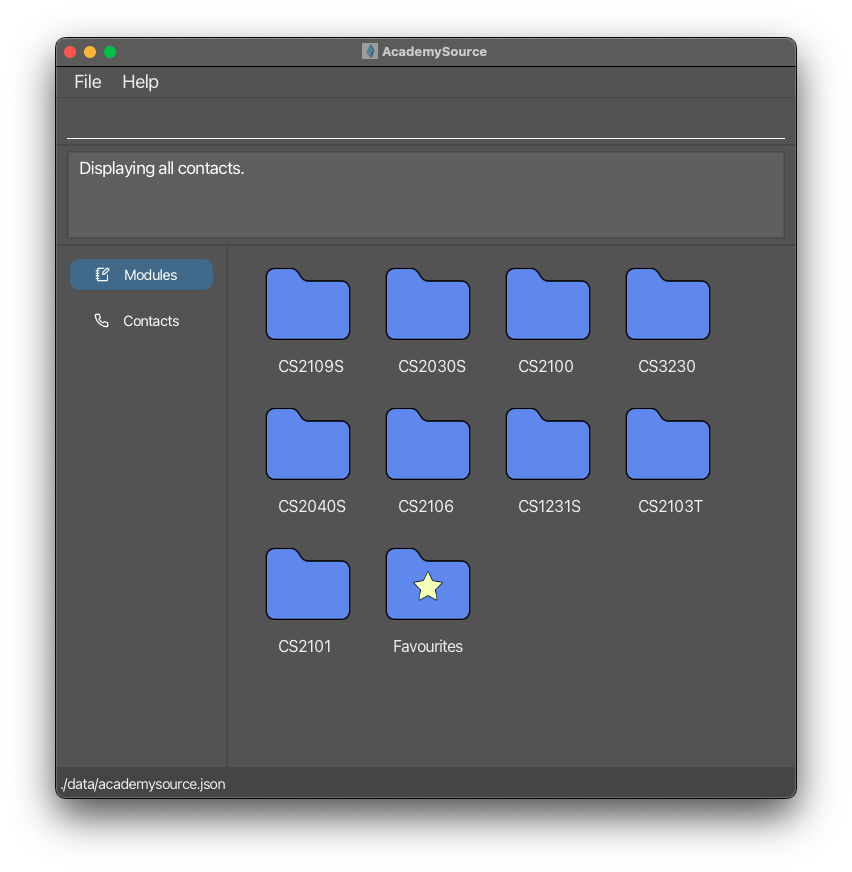 AcademySource
File Help
Displaying all contacts.
Modules
Contacts
CS2109S CS2030S CS2100 CS3230
CS2040S CS2106 CS1231S CS2103T
CS2101 Favourites
./data/academysource.json